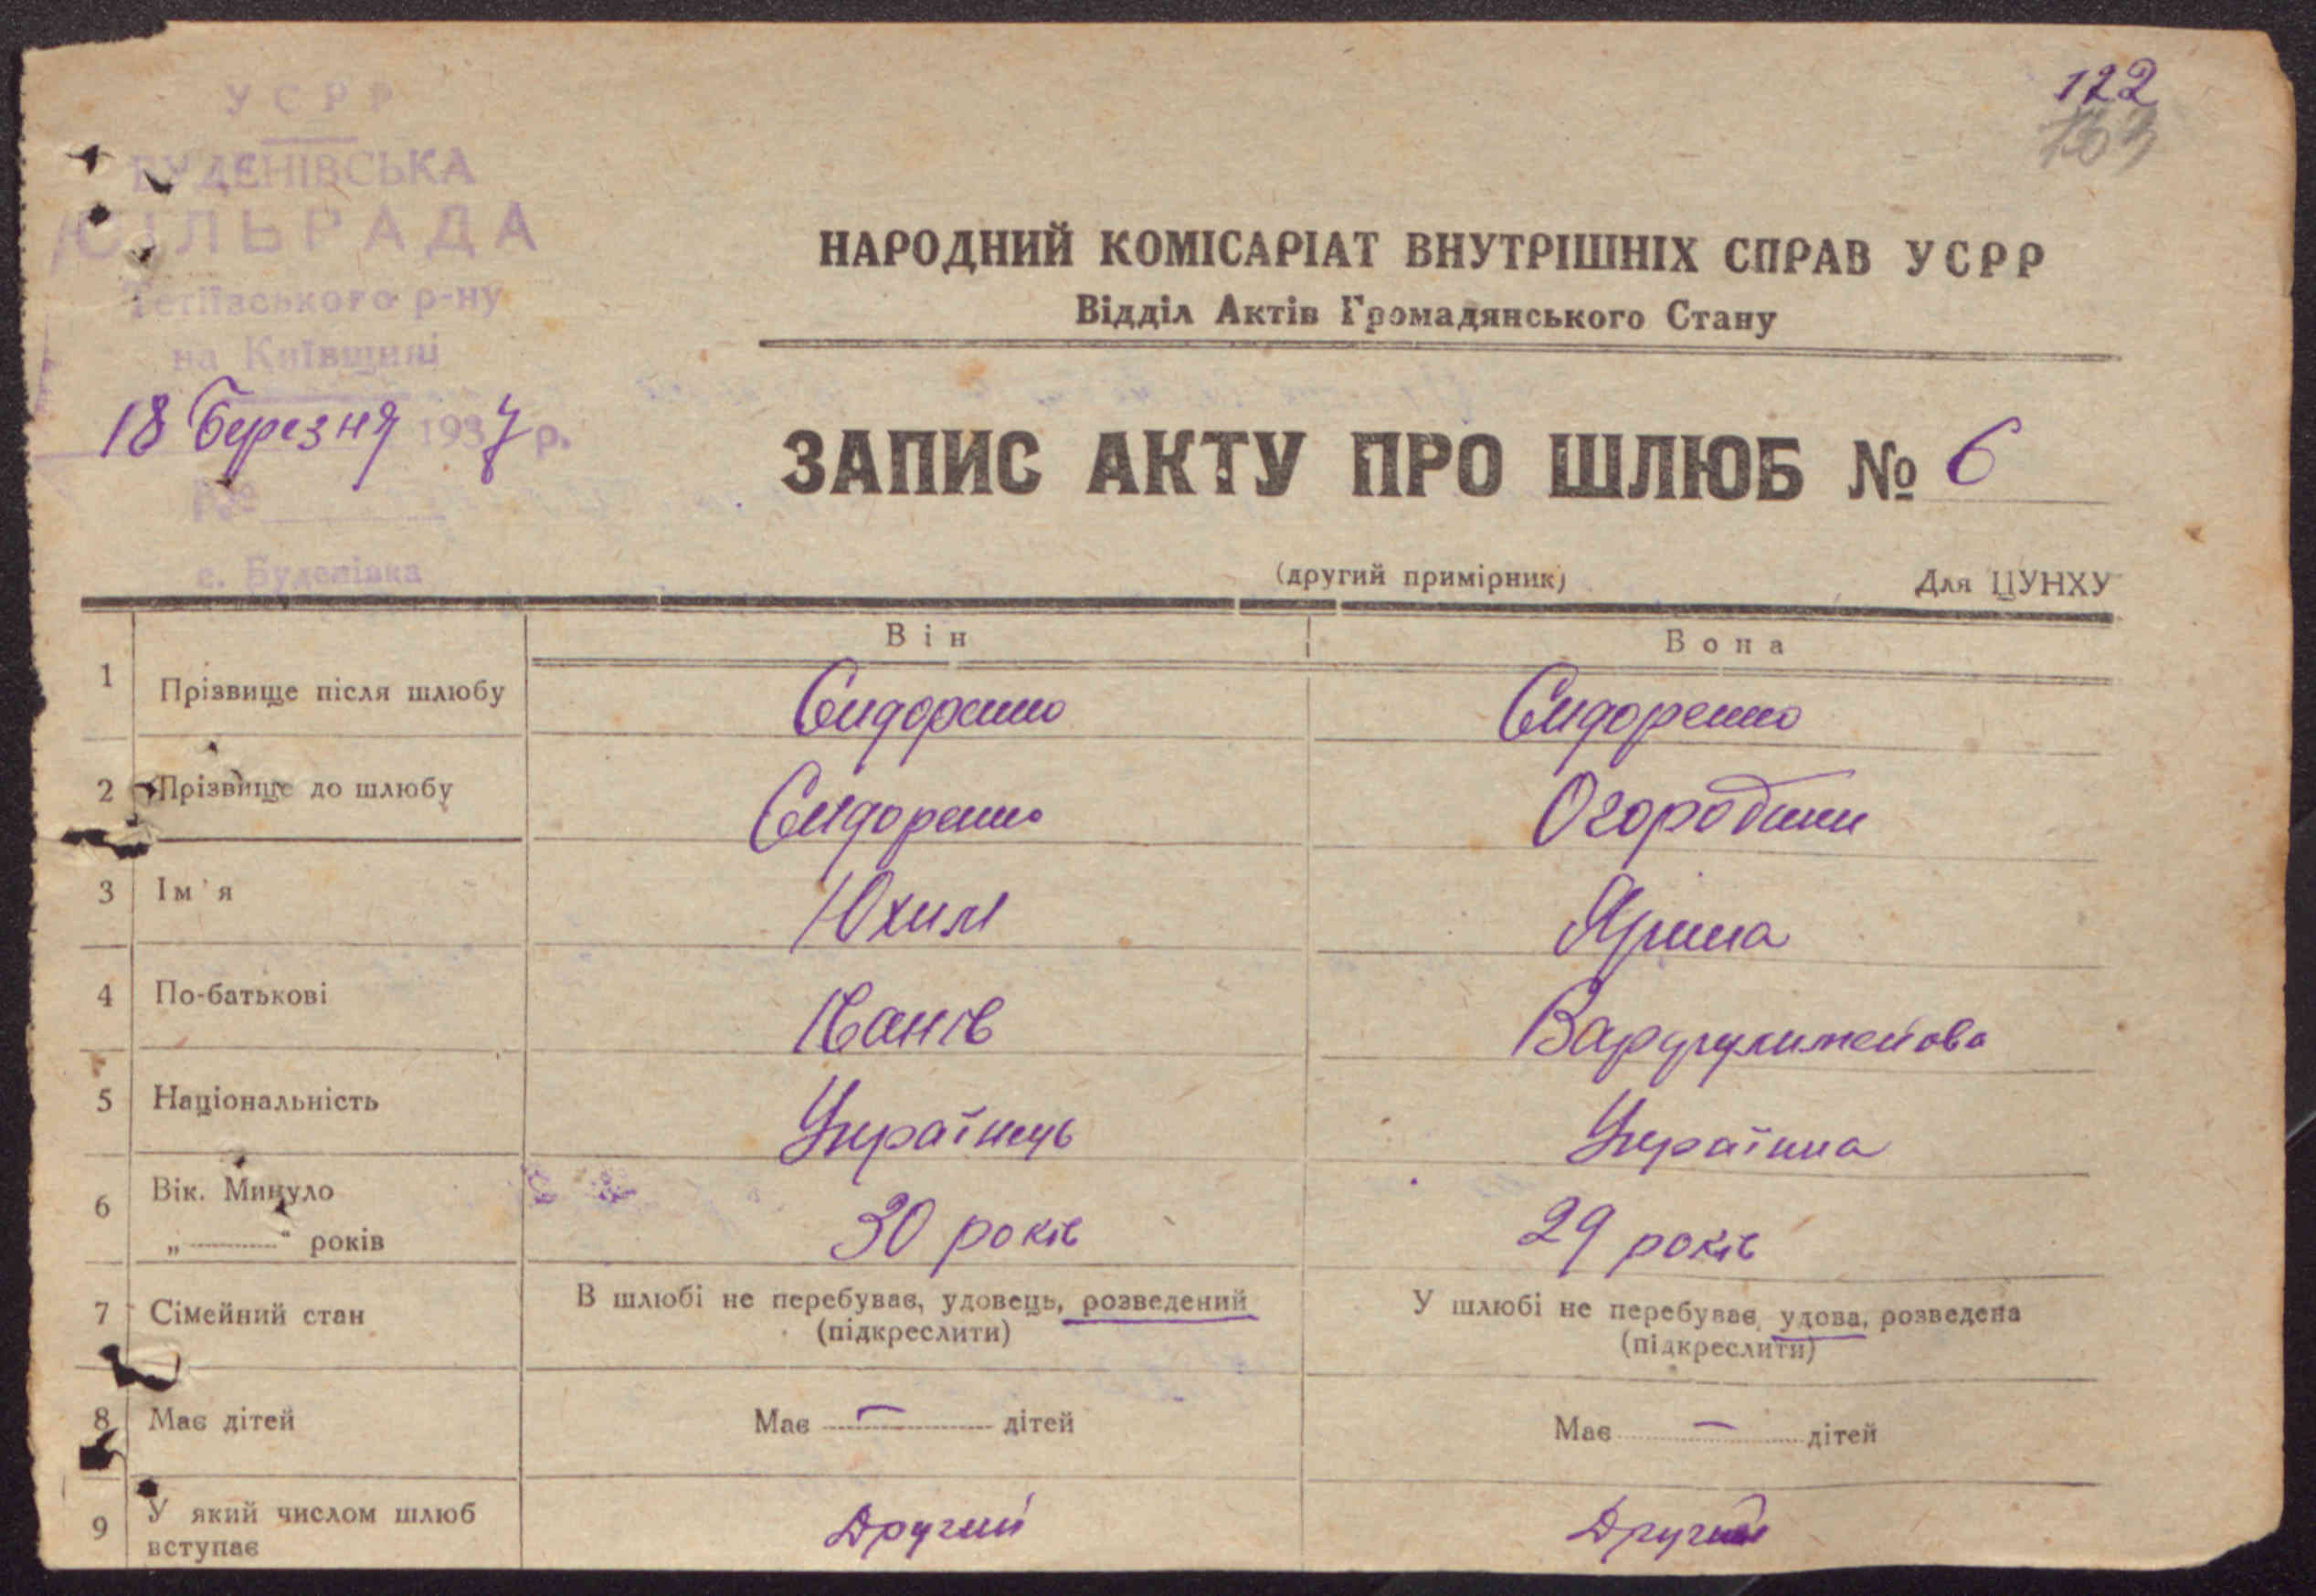 122
133
УСРР
БУДЕНІВСЬКА
СІЛЬРАДА
Тетіївського р-ну
на Київщині
18 Березня 1937 р.
№
с. Буденівка
НАРОДНИЙ КОМІСАРІАТ ВНУТРІШНІХ СПРАВ УСРР
Відділ Актів Громадянського Стану
ЗАПИС АКТУ ПРО ШЛЮБ № 6
(другий примірник)
Для ЦУНХУ
Він
Вона
1 Прізвище після шлюбу Сидоренко Сидоренко
2 Прізвище до шлюбу Сидоренко
3 Ім'я Юхим Ярина
4 По-батькові Іванів
5 Національність Українець Українка
6 Вік. Минуло
„ “ років 30 років 29 років
7 Сімейний стан В шлюбі не перебував, удовець, розведений У шлюбі не перебував, удова, розведена
(підкреслити) (підкреслити)
8 Має дітей Має — дітей Має — дітей
9 У який числом шлюб
вступає Другий Другий